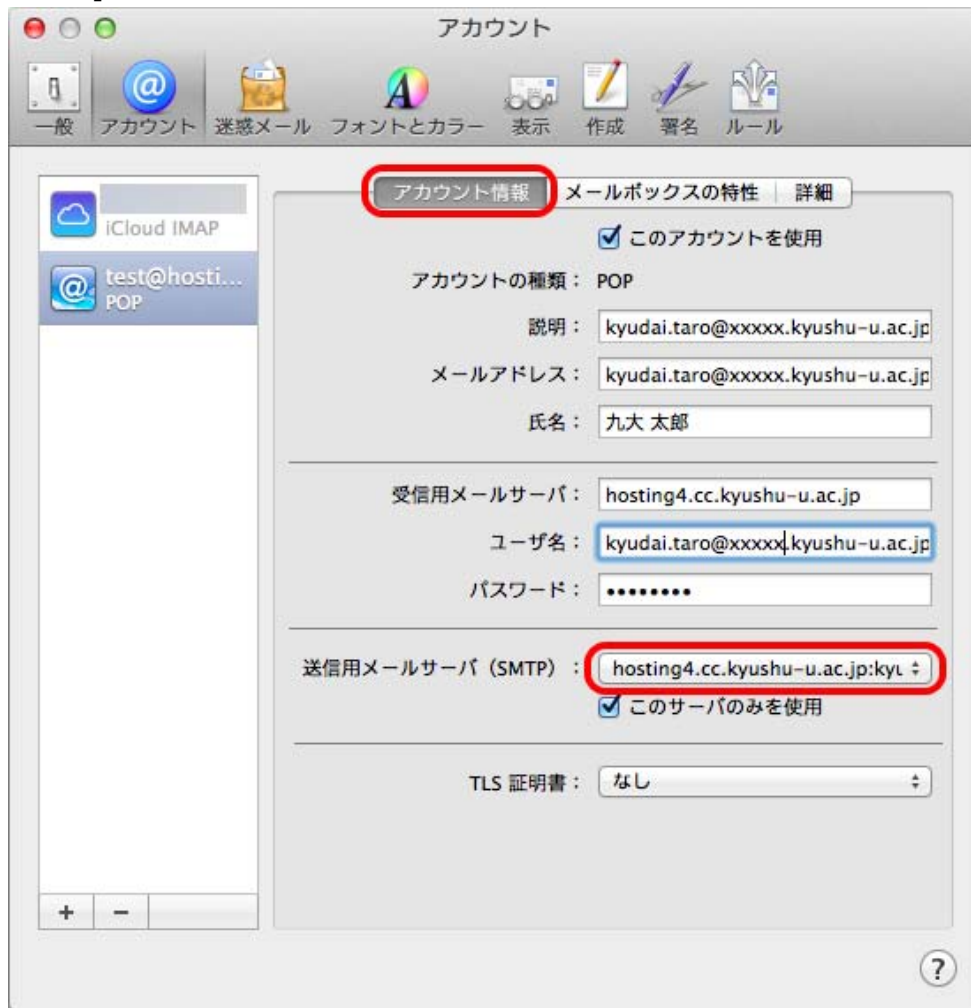 アカウント
一般 アカウント 迷惑メール フォントとカラー 表示 作成 署名 ルール
アカウント情報 メールボックスの特性 詳細
iCloud IMAP
このアカウントを使用
test@hosti...
POP
アカウントの種類: POP
説明: kyudai.taro@xxxxx.kyushu-u.ac.jp
メールアドレス: kyudai.taro@xxxxx.kyushu-u.ac.jp
氏名: 九大 太郎
受信用メールサーバ: hosting4.cc.kyushu-u.ac.jp
ユーザ名: kyudai.taro@xxxxx.kyushu-u.ac.jp
パスワード: ••••••••
送信用メールサーバ (SMTP) : hosting4.cc.kyushu-u.ac.jp:kyu
このサーバのみを使用
TLS 証明書: なし
+ −
?